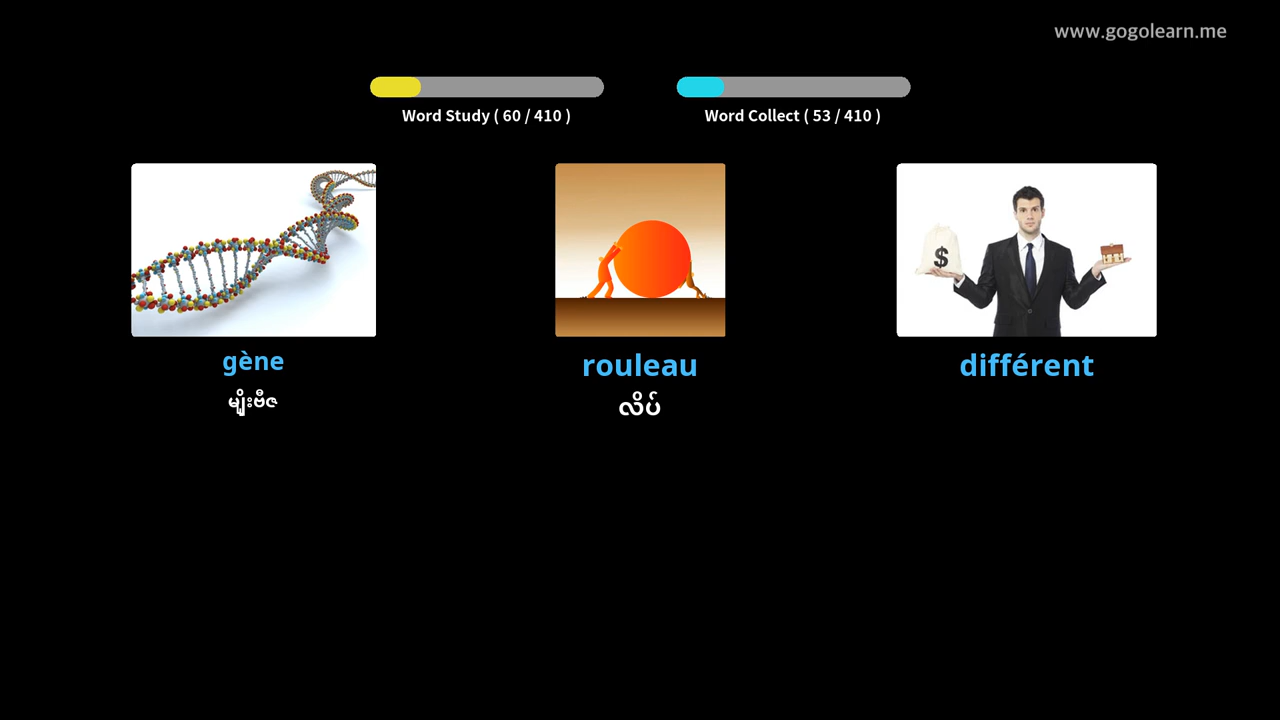 www.gogolearn.me
Word Study ( 60 / 410 )
Word Collect ( 53 / 410 )
$
gène
မျိုးဗီဇ
rouleau
လိပ်
différent